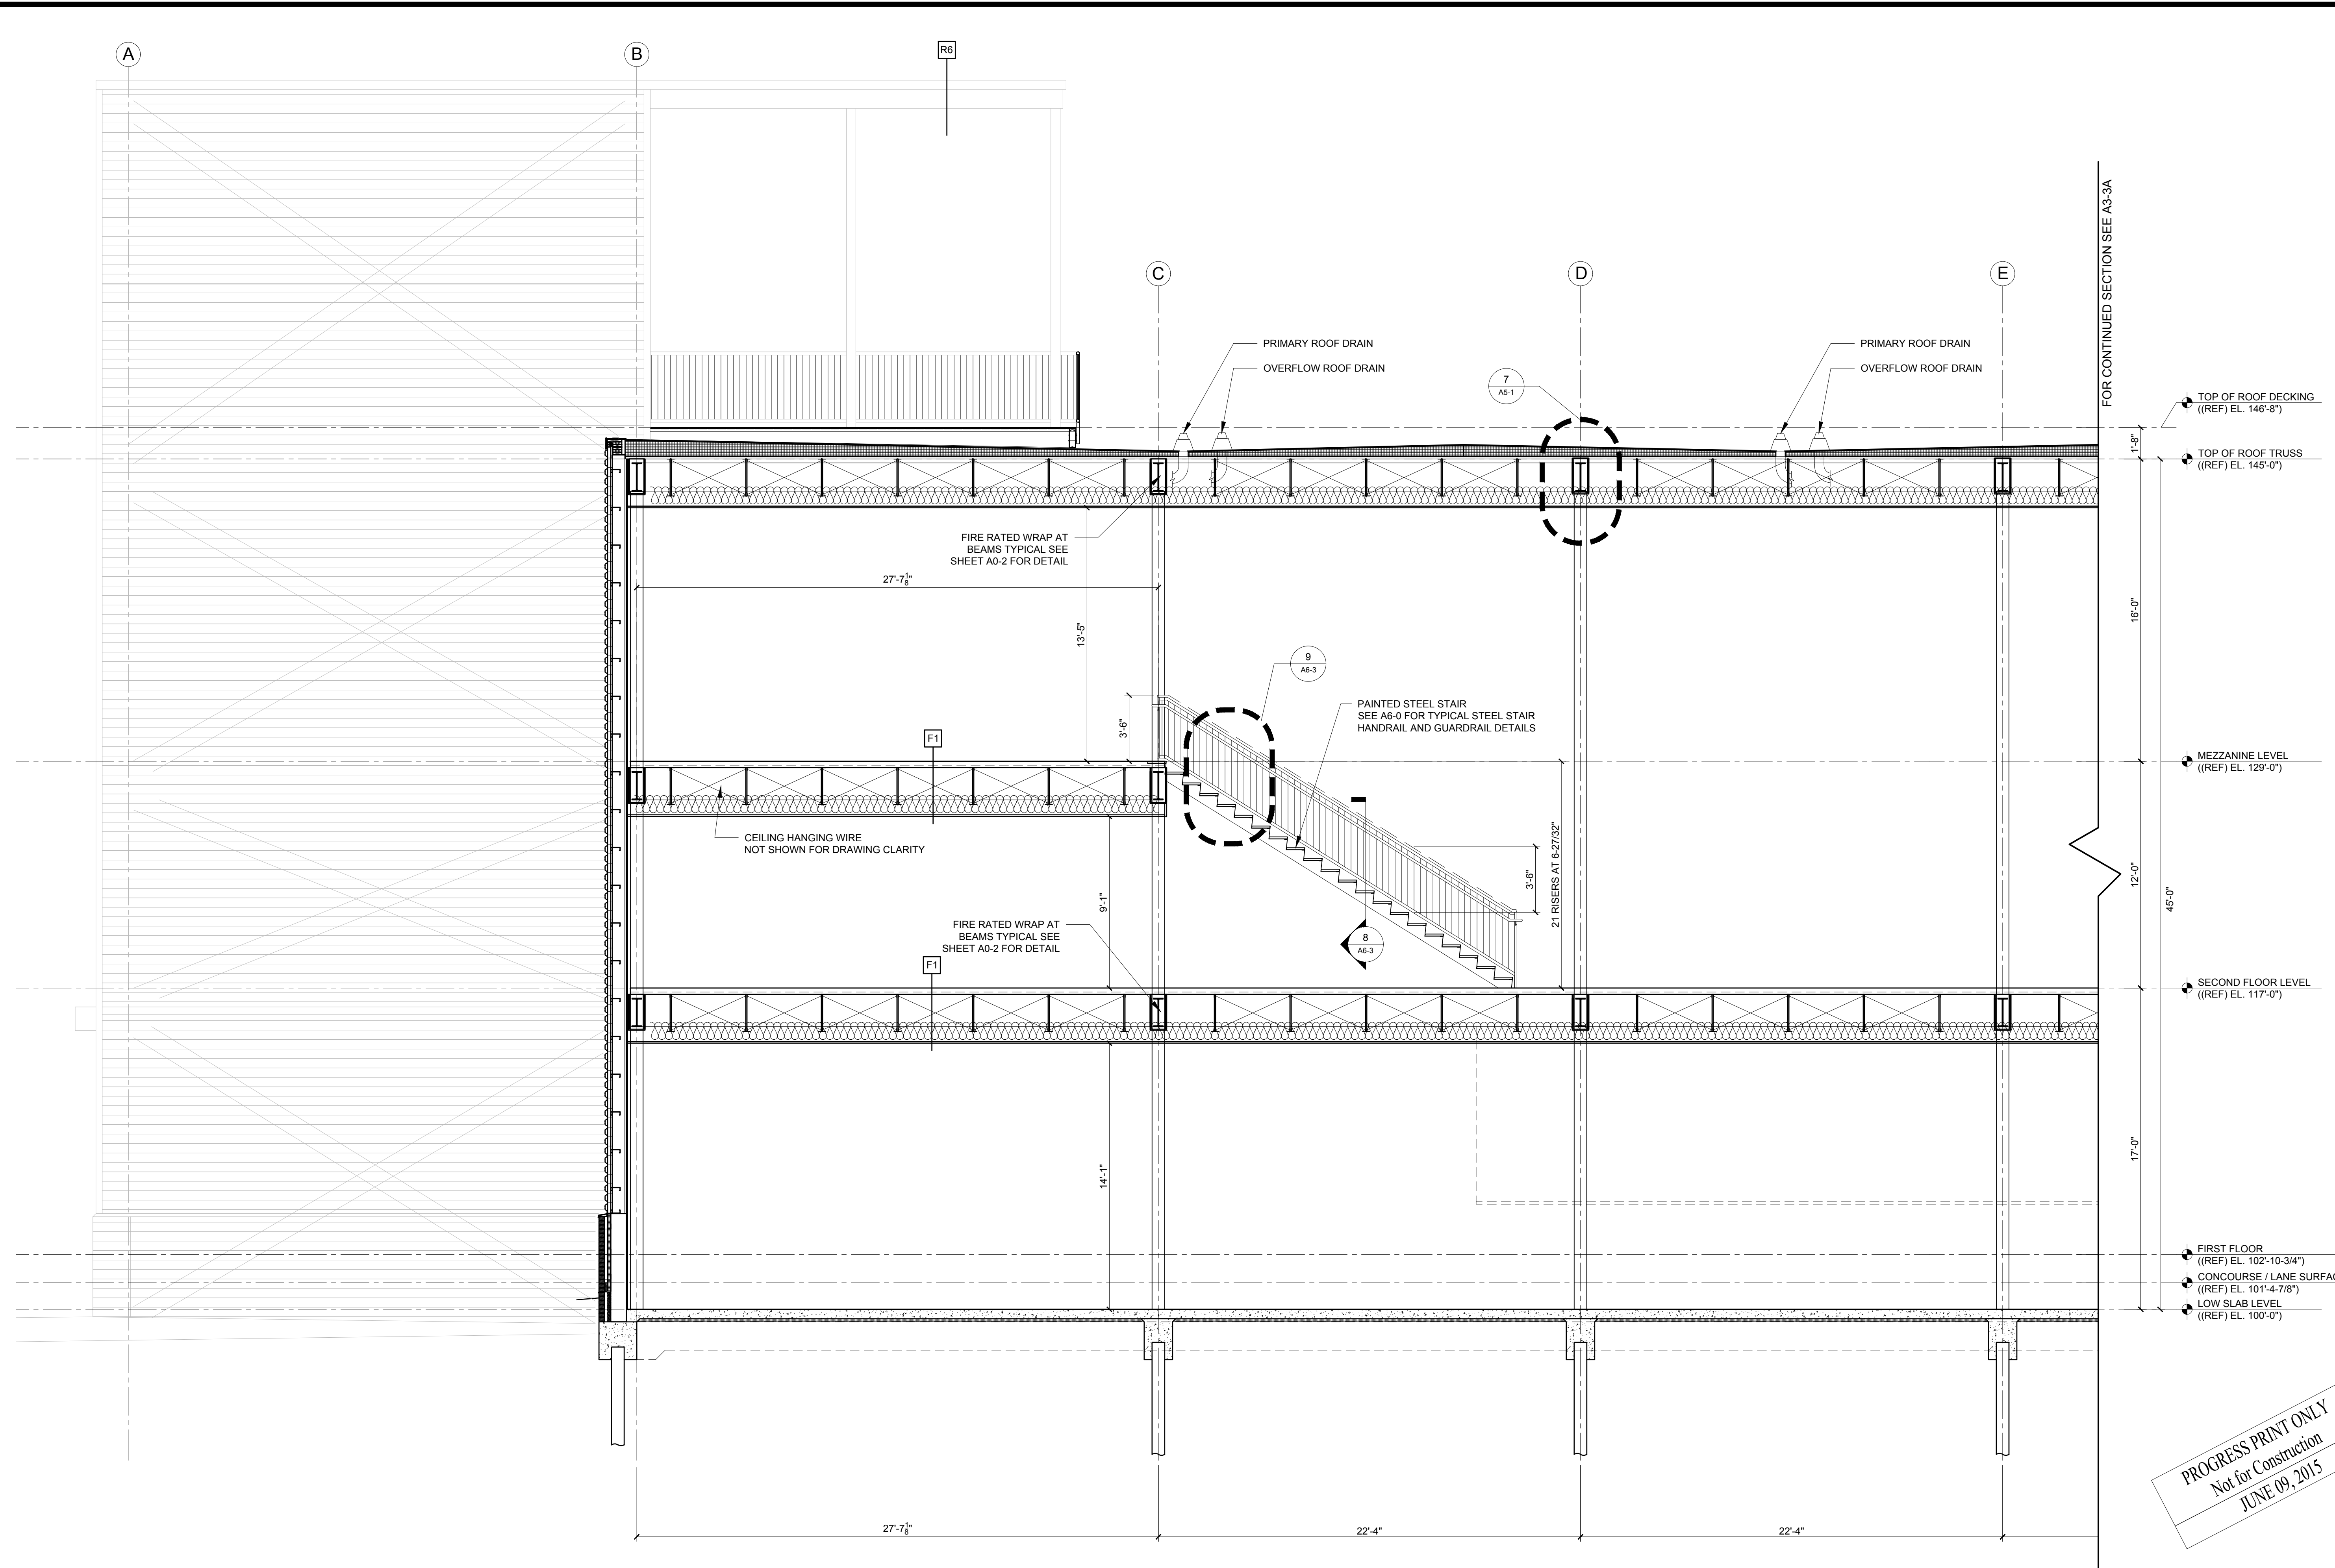 A
B
R6
C
D
E
FOR CONTINUED SECTION SEE A3-3A
PRIMARY ROOF DRAIN
OVERFLOW ROOF DRAIN
7
A5-1
PRIMARY ROOF DRAIN
OVERFLOW ROOF DRAIN
TOP OF ROOF DECKING
((REF) EL. 146'-8")
1'-8"
TOP OF ROOF TRUSS
((REF) EL. 145'-0")
FIRE RATED WRAP AT
BEAMS TYPICAL SEE
SHEET A0-2 FOR DETAIL
27'-7 1/8"
13'-5"
16'-0"
9
A6-3
3'-6"
PAINTED STEEL STAIR
SEE A6-0 FOR TYPICAL STEEL STAIR
HANDRAIL AND GUARDRAIL DETAILS
F1
MEZZANINE LEVEL
((REF) EL. 129'-0")
CEILING HANGING WIRE
NOT SHOWN FOR DRAWING CLARITY
9'-1"
3'-6"
21 RISERS AT 6-27/32"
12'-0"
45'-0"
FIRE RATED WRAP AT
BEAMS TYPICAL SEE
SHEET A0-2 FOR DETAIL
8
A6-3
F1
SECOND FLOOR LEVEL
((REF) EL. 117'-0")
14'-1"
17'-0"
FIRST FLOOR
((REF) EL. 102'-10-3/4")
CONCOURSE / LANE SURFAC
((REF) EL. 101'-4-7/8")
LOW SLAB LEVEL
((REF) EL. 100'-0")
PROGRESS PRINT ONLY
Not for Construction
JUNE 09, 2015
27'-7 1/8"
22'-4"
22'-4"